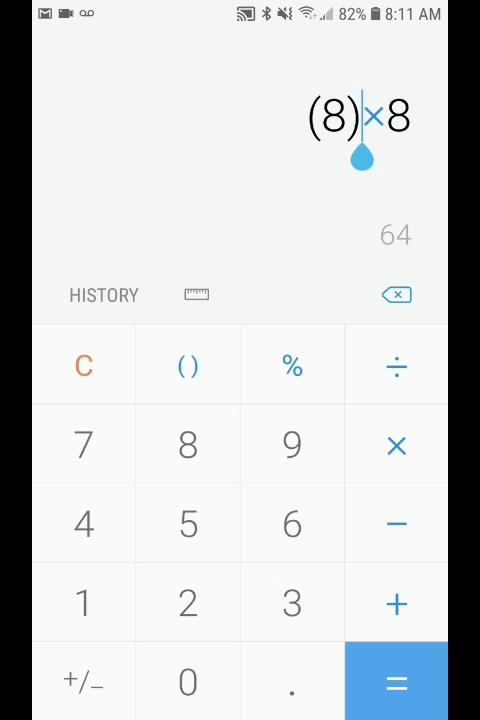 82% 8:11 AM
(8)×8
64
HISTORY
C ( ) % ÷
7 8 9 ×
4 5 6 −
1 2 3 +
+/− 0 . =